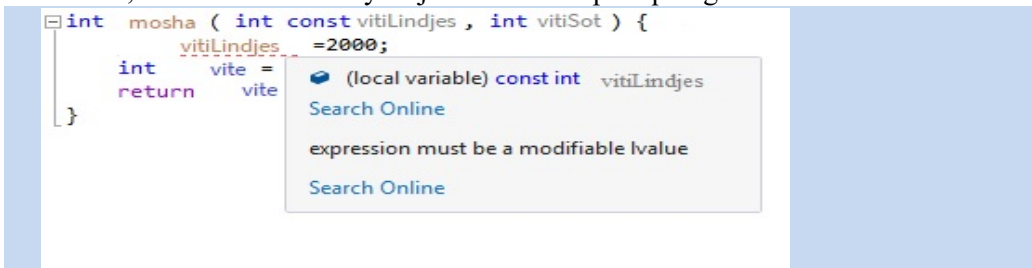 int mosha ( int const vitiLindjes , int vitiSot ) {
vitiLindjes =2000;
int vite =
return vite
}
(local variable) const int vitiLindjes
Search Online
expression must be a modifiable lvalue
Search Online